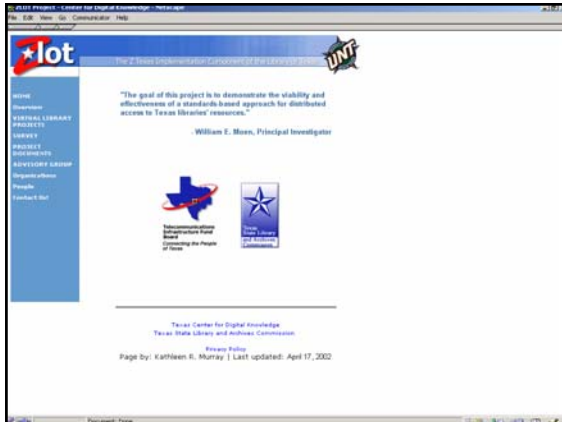 ZLOT Project - Center for Digital Knowledge - Netscape
File Edit View Go Communicator Help
Zlot
The Z Texas Implementation Component of the Library of Texas
UNT
HOME
Overview
VIRTUAL LIBRARY
PROJECTS
SURVEY
PROJECT
DOCUMENTS
ADVISORY GROUP
Organizations
People
Contact Us!
"The goal of this project is to demonstrate the viability and
effectiveness of a standards-based approach for distributed
access to Texas libraries' resources."
- William E. Moen, Principal Investigator
Telecommunications
Infrastructure Fund
Board
Connecting the People
of Texas
Texas
State Library
and Archives
Commission
Texas Center for Digital Knowledge
Texas State Library and Archives Commission
Privacy Policy
Page by: Kathleen R. Murray | Last updated: April 17, 2002
Document: Done